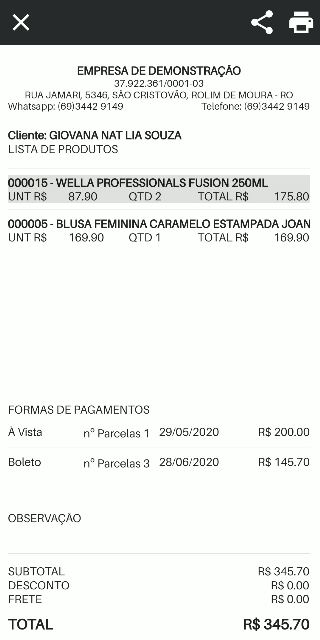 EMPRESA DE DEMONSTRAÇÃO
37.922.361/0001-03
RUA JAMARI, 5346, SÃO CRISTOVÃO, ROLIM DE MOURA - RO
Whatsapp: (69)3442 9149 Telefone: (69)3442 9149
Cliente: GIOVANA NAT LIA SOUZA
LISTA DE PRODUTOS
000015 - WELLA PROFESSIONALS FUSION 250ML
UNT R$ 87.90 QTD 2 TOTAL R$ 175.80
000005 - BLUSA FEMININA CARAMELO ESTAMPADA JOAN
UNT R$ 169.90 QTD 1 TOTAL R$ 169.90
FORMAS DE PAGAMENTOS
À Vista nº Parcelas 1 29/05/2020 R$ 200.00
Boleto nº Parcelas 3 28/06/2020 R$ 145.70
OBSERVAÇÃO
SUBTOTAL R$ 345.70
DESCONTO R$ 0.00
FRETE R$ 0.00
TOTAL R$ 345.70